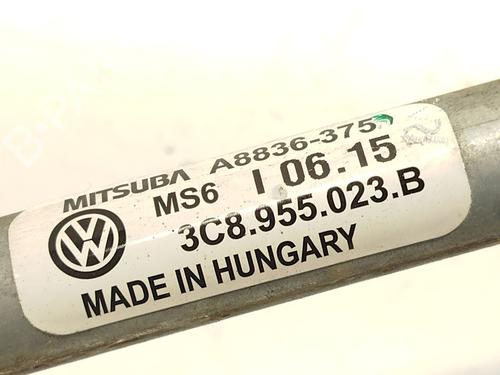 MITSUBA A8836-375
MS6 I 06.15
3C8.955.023.B
MADE IN HUNGARY